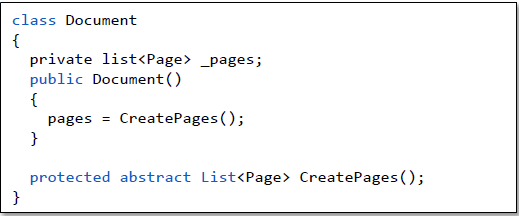 class Document
{
private list<Page> _pages;
public Document()
{
pages = CreatePages();
}
protected abstract List<Page> CreatePages();
}